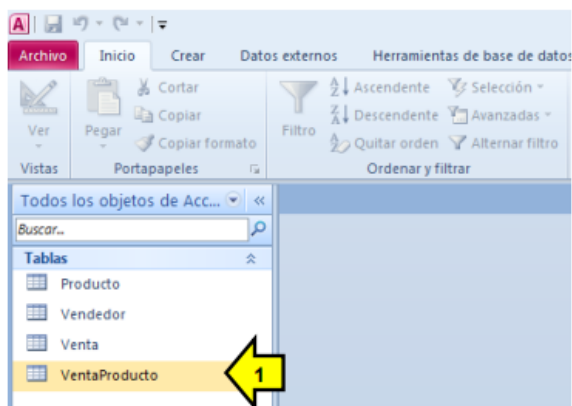 A
Archivo Inicio Crear Datos externos Herramientas de base de datos
Ver
Pegar
Cortar
Copiar
Copiar formato
Filtro
Ascendente
Descendente
Quitar orden
Selección
Avanzadas
Alternar filtro
Vistas Portapapeles Ordenar y filtrar
Todos los objetos de Acc...
Buscar...
Tablas
Producto
Vendedor
Venta
VentaProducto
1